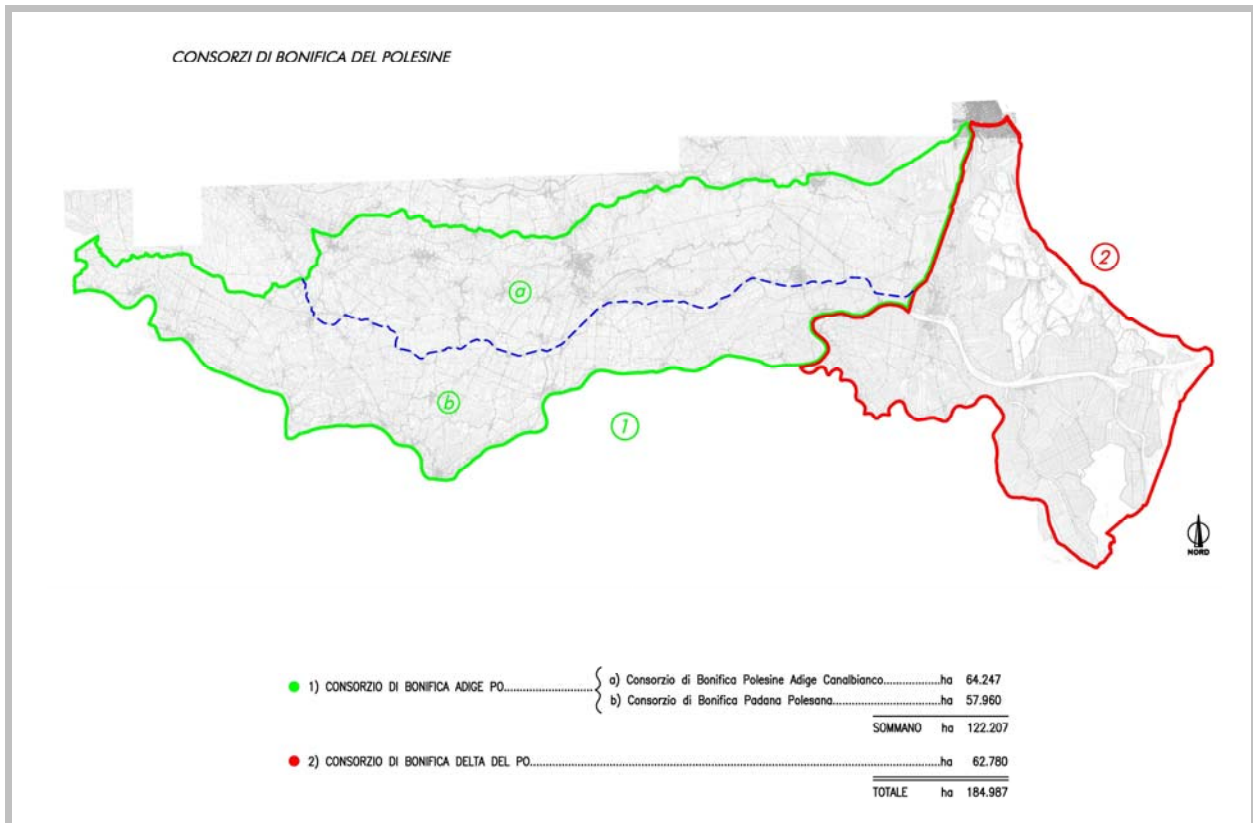 CONSORZI DI BONIFICA DEL POLESINE
2
a
b
1
NORD
1) CONSORZIO DI BONIFICA ADIGE PO............................
a) Consorzio di Bonifica Polesine Adige Canalbianco.................ha 64.247
b) Consorzio di Bonifica Padana Polesana................................ha 57.960
SOMMANO ha 122.207
2) CONSORZIO DI BONIFICA DELTA DEL PO........................................................................ha 62.780
TOTALE ha 184.987